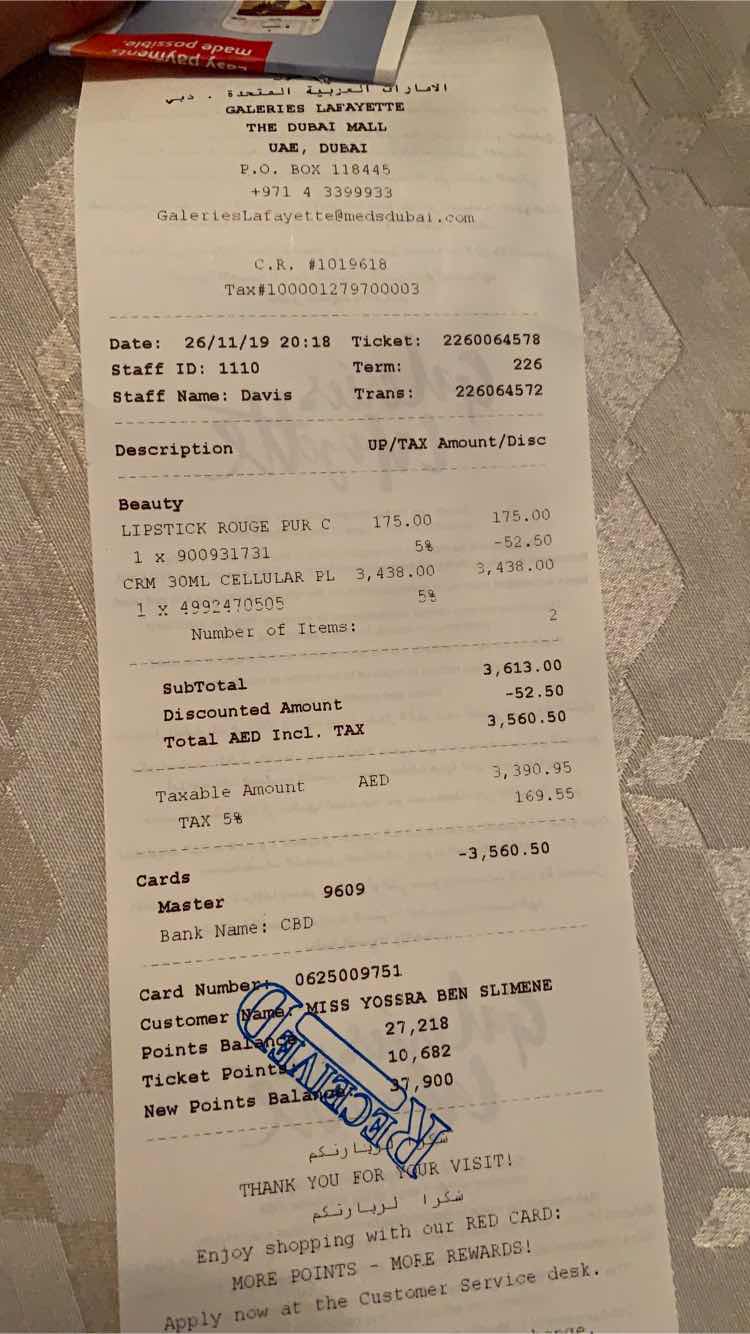 Easy payments
made possible.
الامارات العربية المتحدة . دبي
GALERIES LAFAYETTE
THE DUBAI MALL
UAE, DUBAI
P.O. BOX 118445
+971 4 3399933
GaleriesLafayette@medsdubai.com
C.R. #1019618
Tax#100001279700003
Date: 26/11/19 20:18 Ticket: 2260064578
Staff ID: 1110 Term: 226
Staff Name: Davis Trans: 226064572
Description UP/TAX Amount/Disc
Beauty
LIPSTICK ROUGE PUR C 175.00 175.00
1 x 900931731 5% -52.50
CRM 30ML CELLULAR PL 3,438.00 3,438.00
1 x 4992470505 5%
Number of Items: 2
SubTotal 3,613.00
Discounted Amount -52.50
Total AED Incl. TAX 3,560.50
Taxable Amount AED 3,390.95
TAX 5% 169.55
Cards -3,560.50
Master 9609
Bank Name: CBD
Card Number: 0625009751
Customer Name: MISS YOSSRA BEN SLIMENE
Points Balance: 27,218
Ticket Points: 10,682
New Points Balance: 37,900
RECEIVED
شكرا لزيارتكم
THANK YOU FOR YOUR VISIT!
شكرا لزيارتكم
Enjoy shopping with our RED CARD:
MORE POINTS - MORE REWARDS!
Apply now at the Customer Service desk.